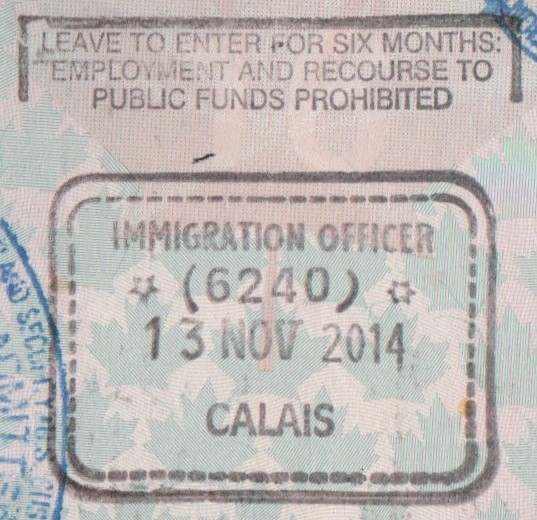 LEAVE TO ENTER FOR SIX MONTHS:
EMPLOYMENT AND RECOURSE TO
PUBLIC FUNDS PROHIBITED
IMMIGRATION OFFICER
(6240)
13 NOV 2014
CALAIS